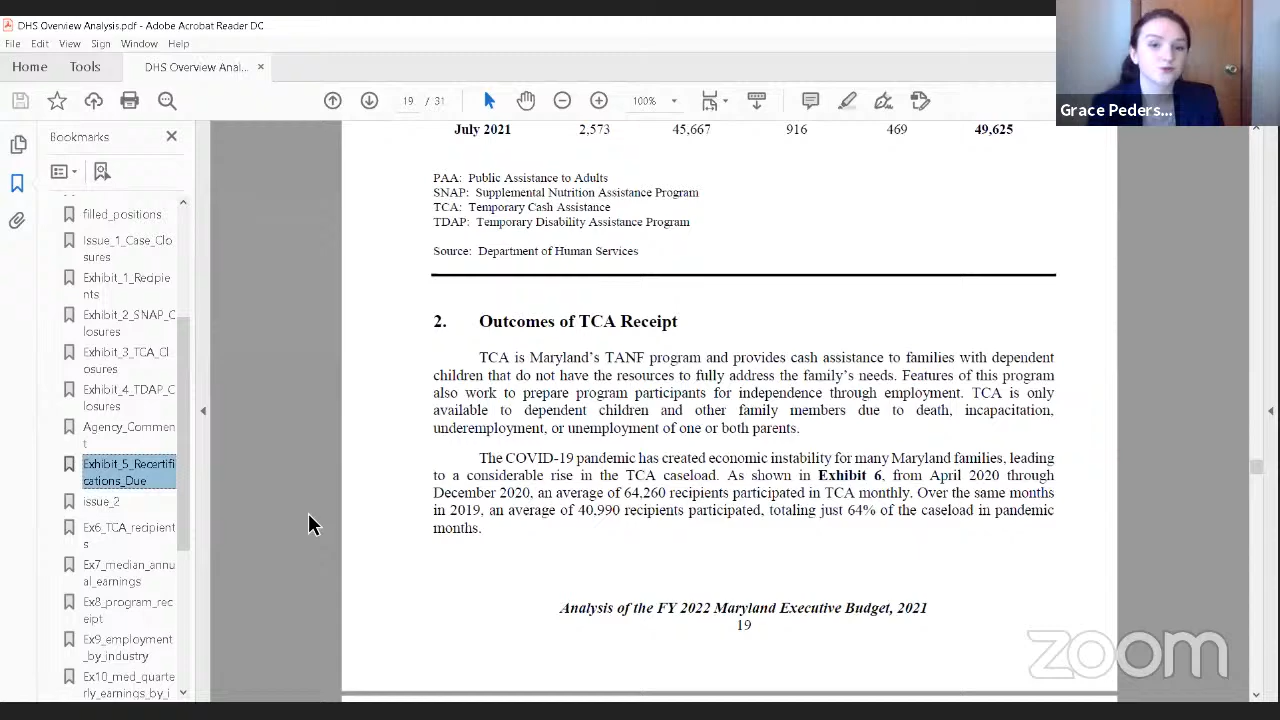 DHS Overview Analysis.pdf - Adobe Acrobat Reader DC
File Edit View Sign Window Help
Home Tools DHS Overview Anal... ×
19 / 31 100%
Grace Peders...
Bookmarks
filled_positions
Issue_1_Case_Clo
sures
Exhibit_1_Recipie
nts
Exhibit_2_SNAP_C
losures
Exhibit_3_TCA_Cl
osures
Exhibit_4_TDAP_C
losures
Agency_Commen
t
Exhibit_5_Recertifi
cations_Due
issue_2
Ex6_TCA_recipient
s
Ex7_median_annu
al_earnings
Ex8_program_rec
eipt
Ex9_employment
_by_industry
Ex10_med_quarte
rly_earnings_by_i
July 2021 2,573 45,667 916 469 49,625
PAA: Public Assistance to Adults
SNAP: Supplemental Nutrition Assistance Program
TCA: Temporary Cash Assistance
TDAP: Temporary Disability Assistance Program
Source: Department of Human Services
2. Outcomes of TCA Receipt
TCA is Maryland's TANF program and provides cash assistance to families with dependent
children that do not have the resources to fully address the family's needs. Features of this program
also work to prepare program participants for independence through employment. TCA is only
available to dependent children and other family members due to death, incapacitation,
underemployment, or unemployment of one or both parents.
The COVID-19 pandemic has created economic instability for many Maryland families, leading
to a considerable rise in the TCA caseload. As shown in Exhibit 6, from April 2020 through
December 2020, an average of 64,260 recipients participated in TCA monthly. Over the same months
in 2019, an average of 40,990 recipients participated, totaling just 64% of the caseload in pandemic
months.
Analysis of the FY 2022 Maryland Executive Budget, 2021
19
zoom